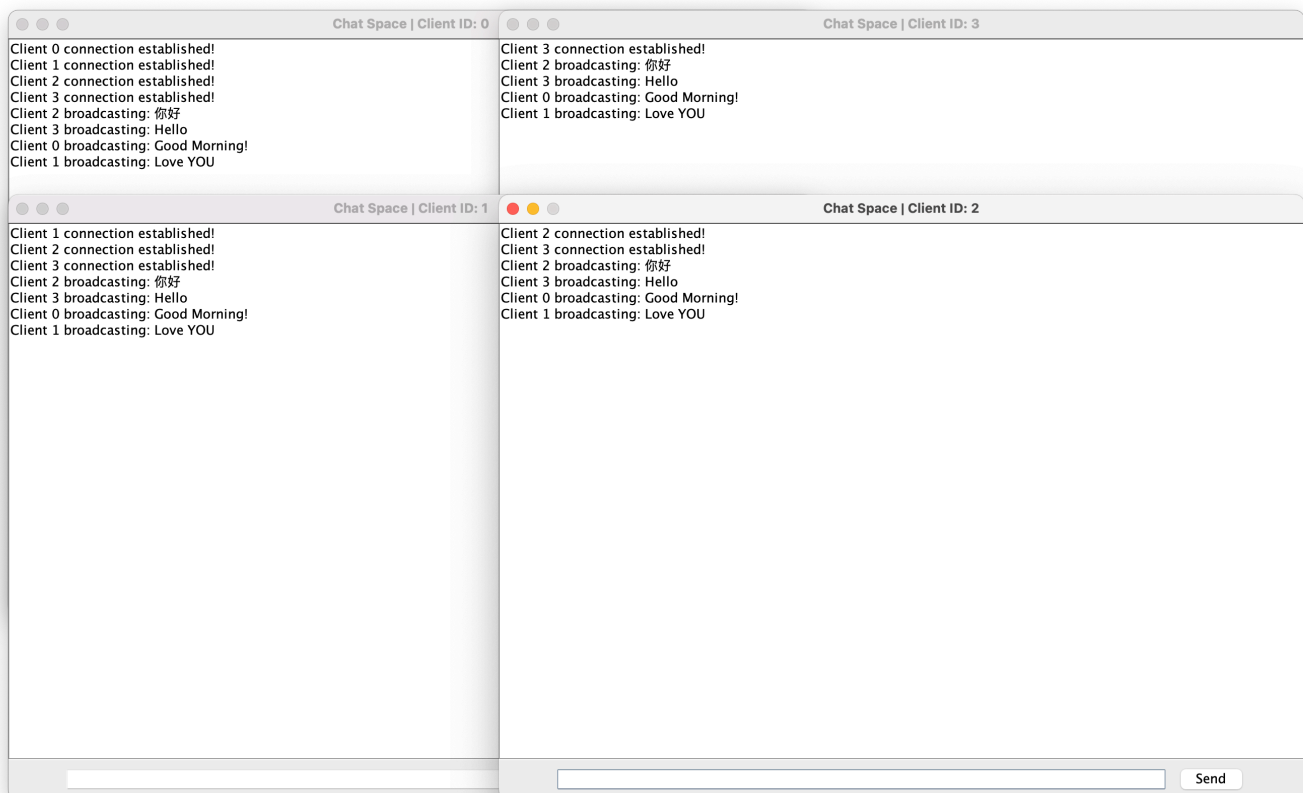 Chat Space | Client ID: 0
Client 0 connection established!
Client 1 connection established!
Client 2 connection established!
Client 3 connection established!
Client 2 broadcasting: 你好
Client 3 broadcasting: Hello
Client 0 broadcasting: Good Morning!
Client 1 broadcasting: Love YOU
Chat Space | Client ID: 3
Client 3 connection established!
Client 2 broadcasting: 你好
Client 3 broadcasting: Hello
Client 0 broadcasting: Good Morning!
Client 1 broadcasting: Love YOU
Chat Space | Client ID: 1
Client 1 connection established!
Client 2 connection established!
Client 3 connection established!
Client 2 broadcasting: 你好
Client 3 broadcasting: Hello
Client 0 broadcasting: Good Morning!
Client 1 broadcasting: Love YOU
Chat Space | Client ID: 2
Client 2 connection established!
Client 3 connection established!
Client 2 broadcasting: 你好
Client 3 broadcasting: Hello
Client 0 broadcasting: Good Morning!
Client 1 broadcasting: Love YOU
Send